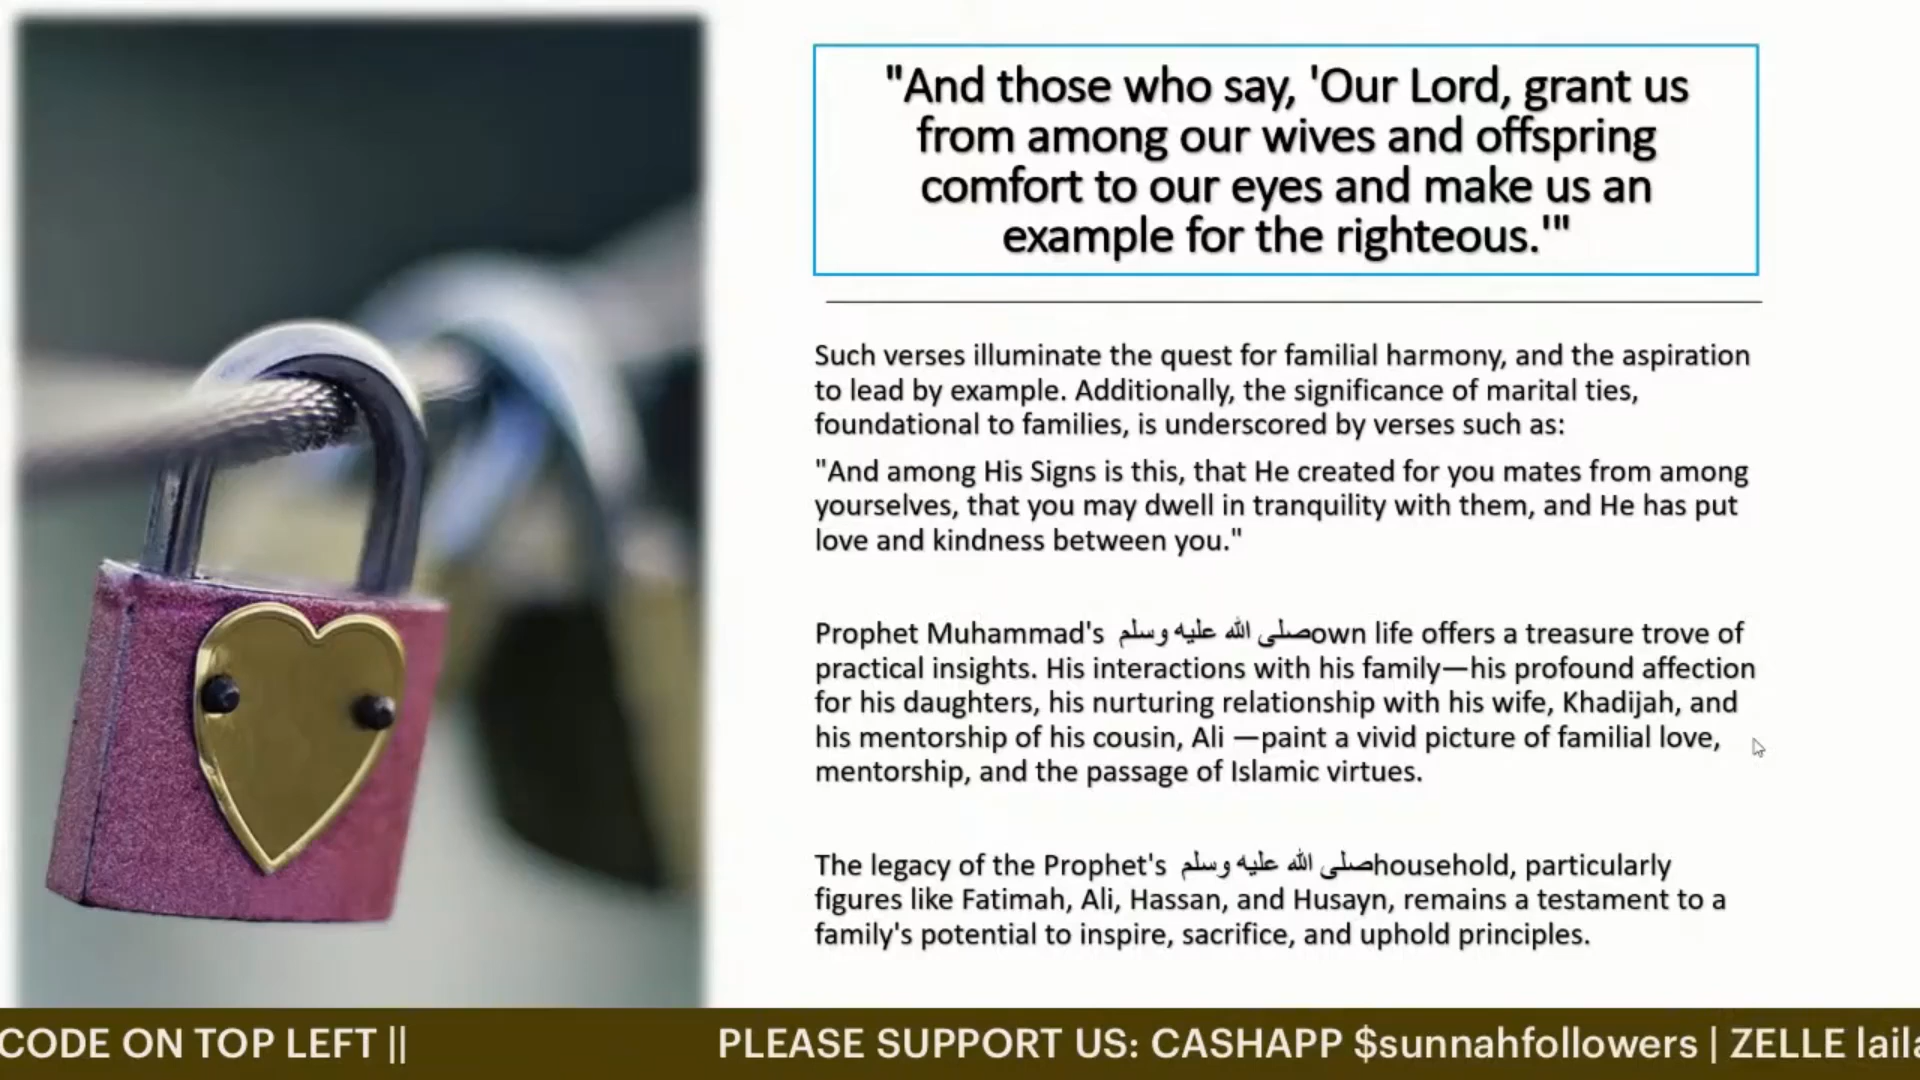 "And those who say, 'Our Lord, grant us
from among our wives and offspring
comfort to our eyes and make us an
example for the righteous.'"
Such verses illuminate the quest for familial harmony, and the aspiration
to lead by example. Additionally, the significance of marital ties,
foundational to families, is underscored by verses such as:
"And among His Signs is this, that He created for you mates from among
yourselves, that you may dwell in tranquility with them, and He has put
love and kindness between you."
Prophet Muhammad's صلى الله عليه وسلم own life offers a treasure trove of
practical insights. His interactions with his family—his profound affection
for his daughters, his nurturing relationship with his wife, Khadijah, and
his mentorship of his cousin, Ali —paint a vivid picture of familial love,
mentorship, and the passage of Islamic virtues.
The legacy of the Prophet's صلى الله عليه وسلم household, particularly
figures like Fatimah, Ali, Hassan, and Husayn, remains a testament to a
family's potential to inspire, sacrifice, and uphold principles.
CODE ON TOP LEFT || PLEASE SUPPORT US: CASHAPP $sunnahfollowers | ZELLE